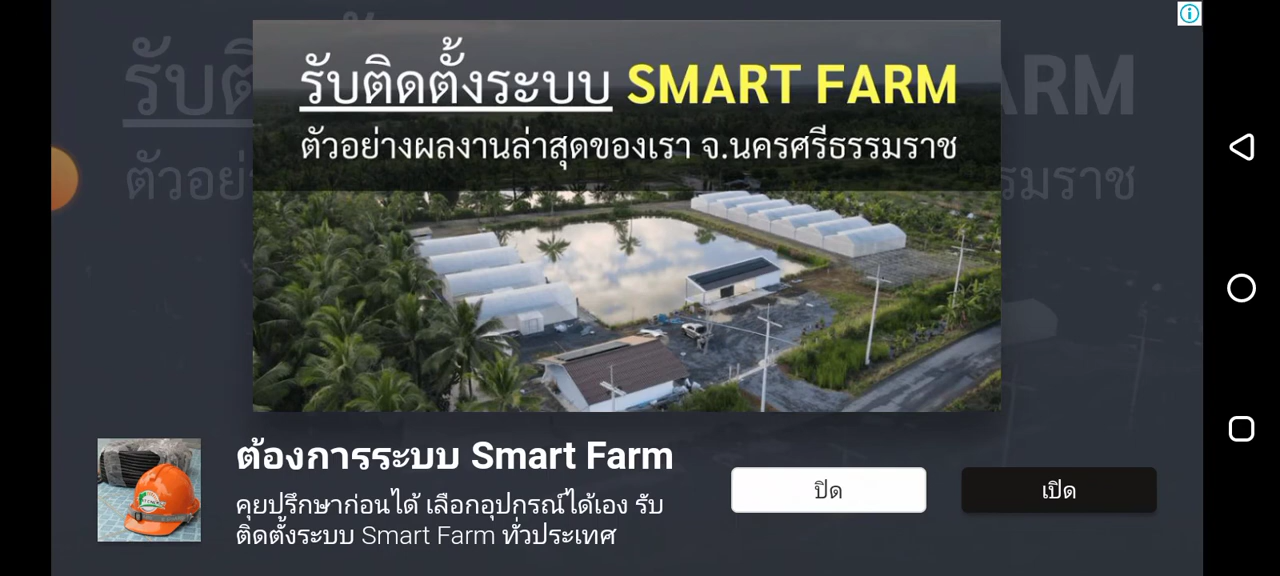 รับติดตั้งระบบ SMART FARM
ตัวอย่างผลงานล่าสุดของเรา จ.นครศรีธรรมราช
ต้องการระบบ Smart Farm
คุยปรึกษาก่อนได้ เลือกอุปกรณ์ได้เอง รับ
ติดตั้งระบบ Smart Farm ทั่วประเทศ
ปิด
เปิด